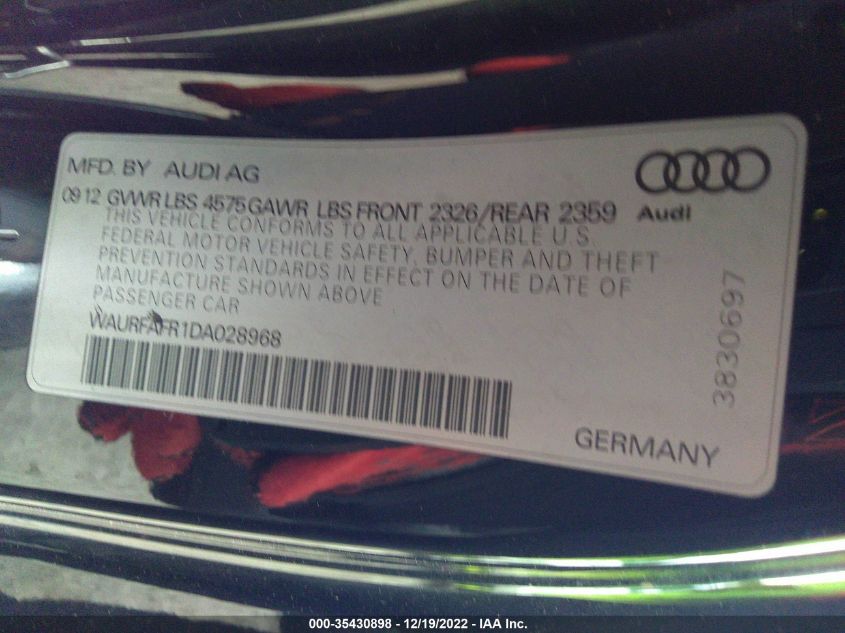 MFD. BY AUDI AG
0912 GVWR LBS 4575 GAWR LBS FRONT 2326/REAR 2359
Audi
THIS VEHICLE CONFORMS TO ALL APPLICABLE U.S.
FEDERAL MOTOR VEHICLE SAFETY, BUMPER AND THEFT
PREVENTION STANDARDS IN EFFECT ON THE DATE OF
MANUFACTURE SHOWN ABOVE
PASSENGER CAR
WAURFAFR1DA028968
3830697
GERMANY
000-35430898 - 12/19/2022 - IAA Inc.